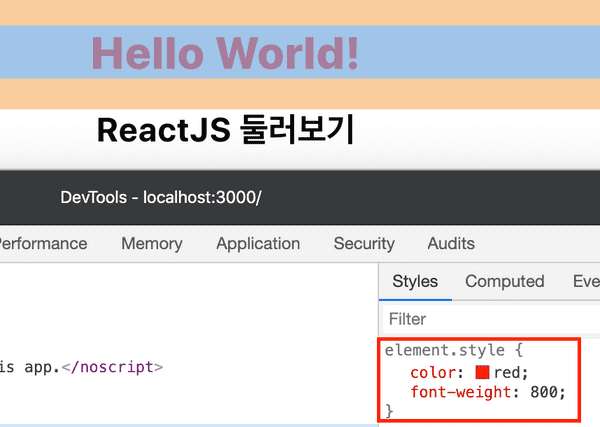 Hello World!
ReactJS 둘러보기
DevTools - localhost:3000/
Performance Memory Application Security Audits
Styles Computed Eve
Filter
element.style {
is app.</noscript>
color: red;
font-weight: 800;
}